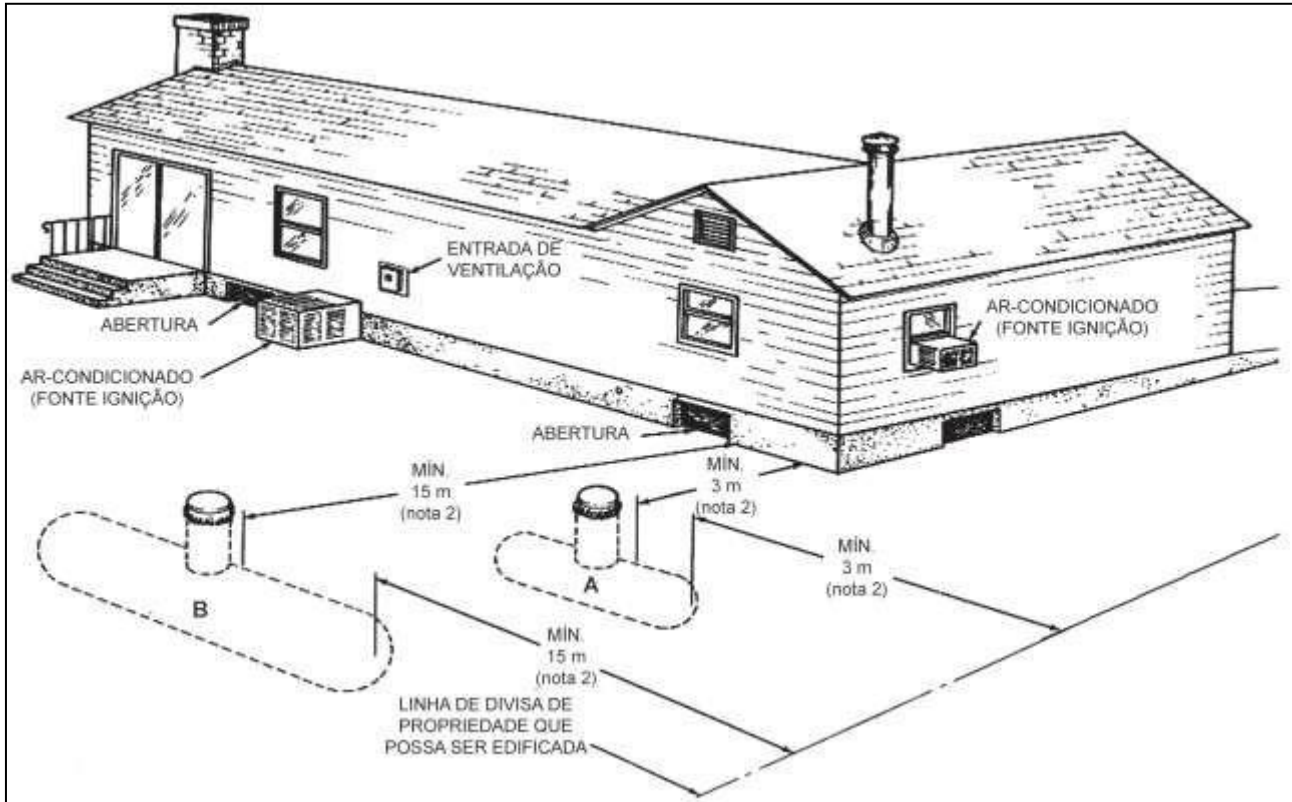 ENTRADA DE
VENTILAÇÃO
ABERTURA
AR-CONDICIONADO
(FONTE IGNIÇÃO)
AR-CONDICIONADO
(FONTE IGNIÇÃO)
ABERTURA
MÍN.
15 m
(nota 2)
MÍN.
3 m
(nota 2)
MÍN.
3 m
(nota 2)
A
B
MÍN.
15 m
(nota 2)
LINHA DE DIVISA DE
PROPRIEDADE QUE
POSSA SER EDIFICADA